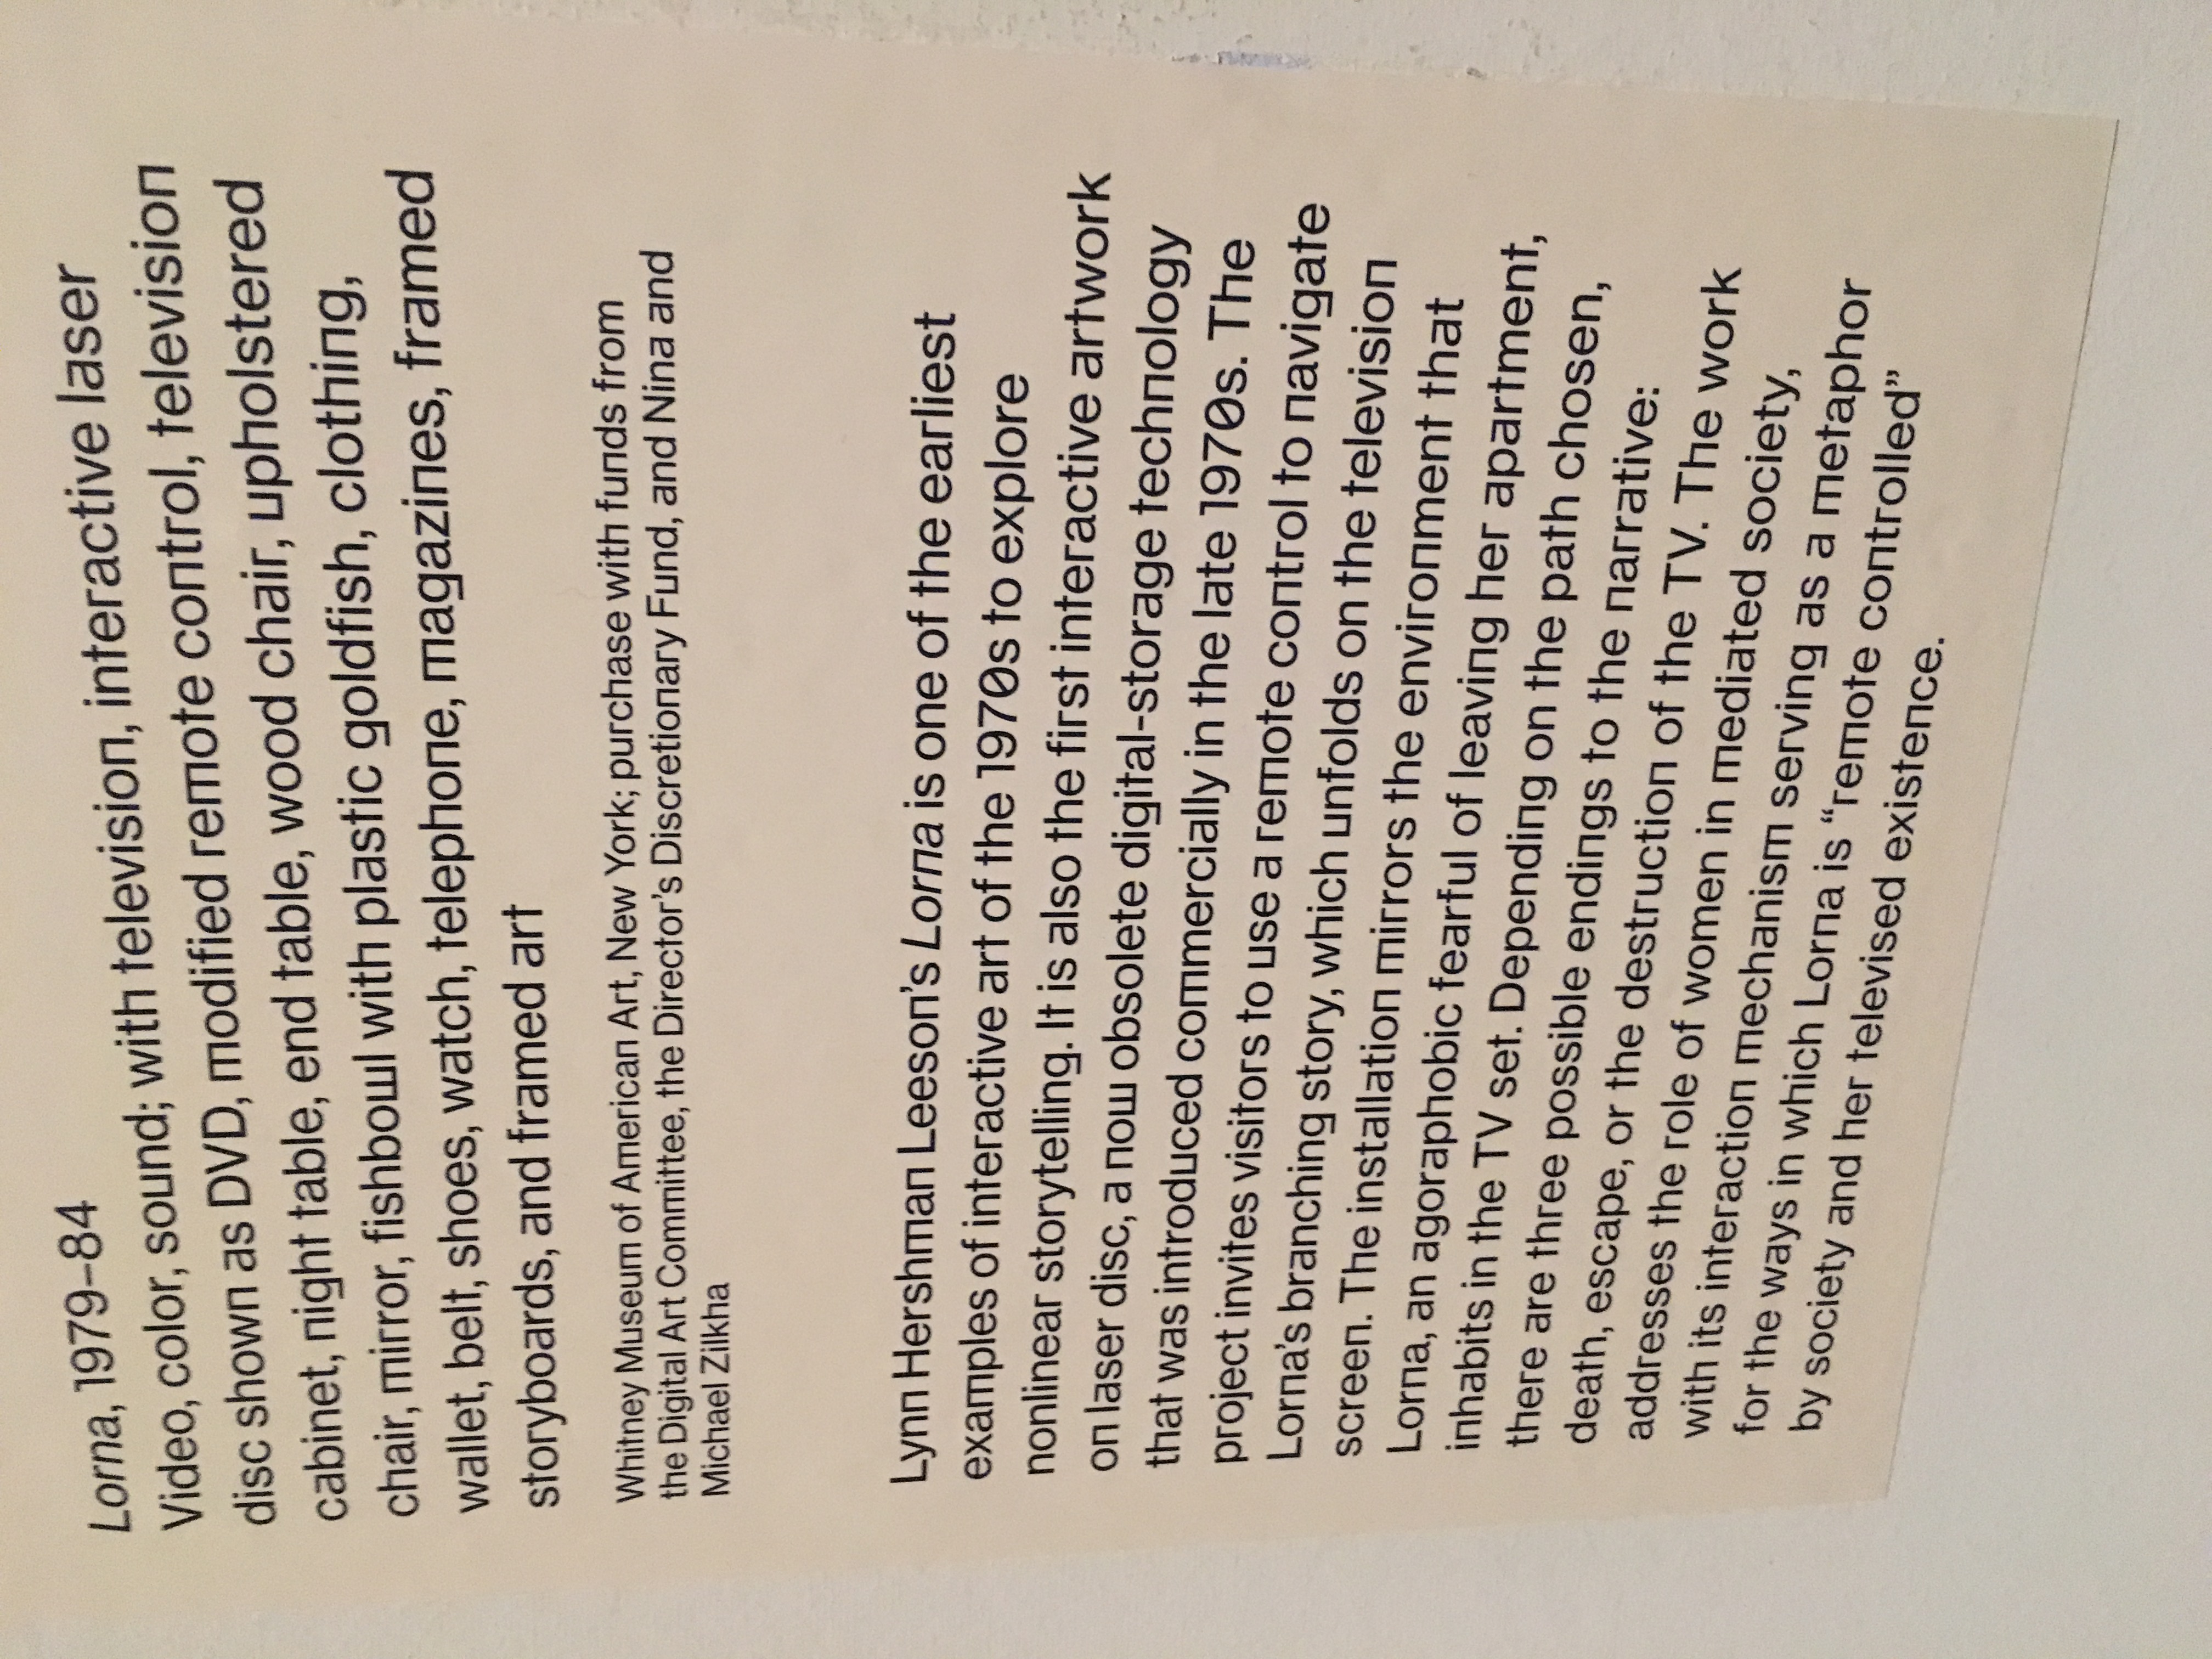 Lorna, 1979–84
Video, color, sound; with television, interactive laser
disc shown as DVD, modified remote control, television
cabinet, night table, end table, wood chair, upholstered
chair, mirror, fishbowl with plastic goldfish, clothing,
wallet, belt, shoes, watch, telephone, magazines, framed
storyboards, and framed art
Whitney Museum of American Art, New York; purchase with funds from
the Digital Art Committee, the Director’s Discretionary Fund, and Nina and
Michael Zilkha
Lynn Hershman Leeson’s Lorna is one of the earliest
examples of interactive art of the 1970s to explore
nonlinear storytelling. It is also the first interactive artwork
on laser disc, a now obsolete digital-storage technology
that was introduced commercially in the late 1970s. The
project invites visitors to use a remote control to navigate
Lorna’s branching story, which unfolds on the television
screen. The installation mirrors the environment that
Lorna, an agoraphobic fearful of leaving her apartment,
inhabits in the TV set. Depending on the path chosen,
there are three possible endings to the narrative:
death, escape, or the destruction of the TV. The work
addresses the role of women in mediated society,
with its interaction mechanism serving as a metaphor
for the ways in which Lorna is “remote controlled”
by society and her televised existence.